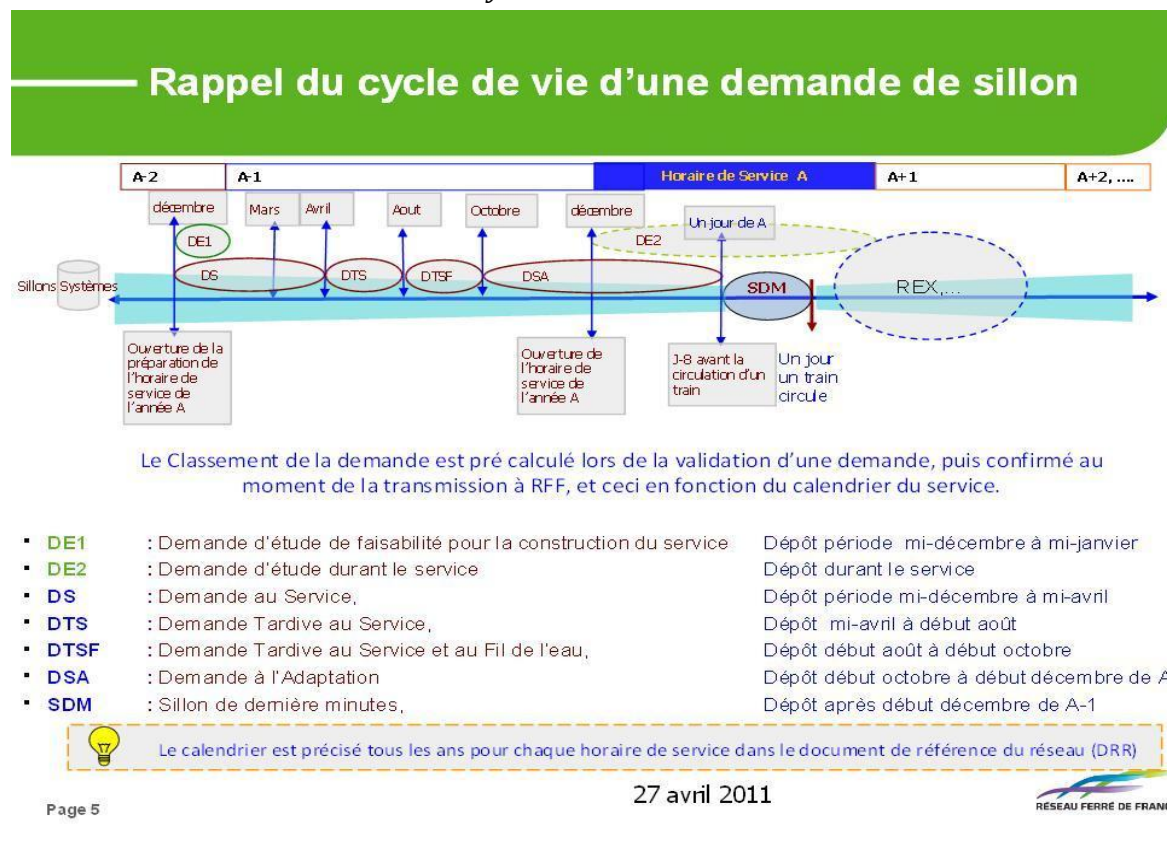 Rappel du cycle de vie d'une demande de sillon
A-2
A-1
Horaire de Service A
A+1
A+2, ....
décembre
Mars
Avril
Aout
Octobre
décembre
Un jour de A
DE1
DE2
DS
DTS
DTSF
DSA
SDM
REX,...
Sillons Systèmes
Ouverture de la
préparation de
l'horaire de
service de
l'année A
Ouverture de
l'horaire de
service de
l'année A
J-8 avant la
circulation d'un
train
Un jour
un train
circule
Le Classement de la demande est pré calculé lors de la validation d'une demande, puis confirmé au
moment de la transmission à RFF, et ceci en fonction du calendrier du service.
▪ DE1 : Demande d'étude de faisabilité pour la construction du service Dépôt période mi-décembre à mi-janvier
▪ DE2 : Demande d'étude durant le service Dépôt durant le service
▪ DS : Demande au Service, Dépôt période mi-décembre à mi-avril
▪ DTS : Demande Tardive au Service, Dépôt mi-avril à début août
▪ DTSF : Demande Tardive au Service et au Fil de l'eau, Dépôt début août à début octobre
▪ DSA : Demande à l'Adaptation Dépôt début octobre à début décembre de A
▪ SDM : Sillon de dernière minutes, Dépôt après début décembre de A-1
Le calendrier est précisé tous les ans pour chaque horaire de service dans le document de référence du réseau (DRR)
27 avril 2011
Page 5
RÉSEAU FERRÉ DE FRANC